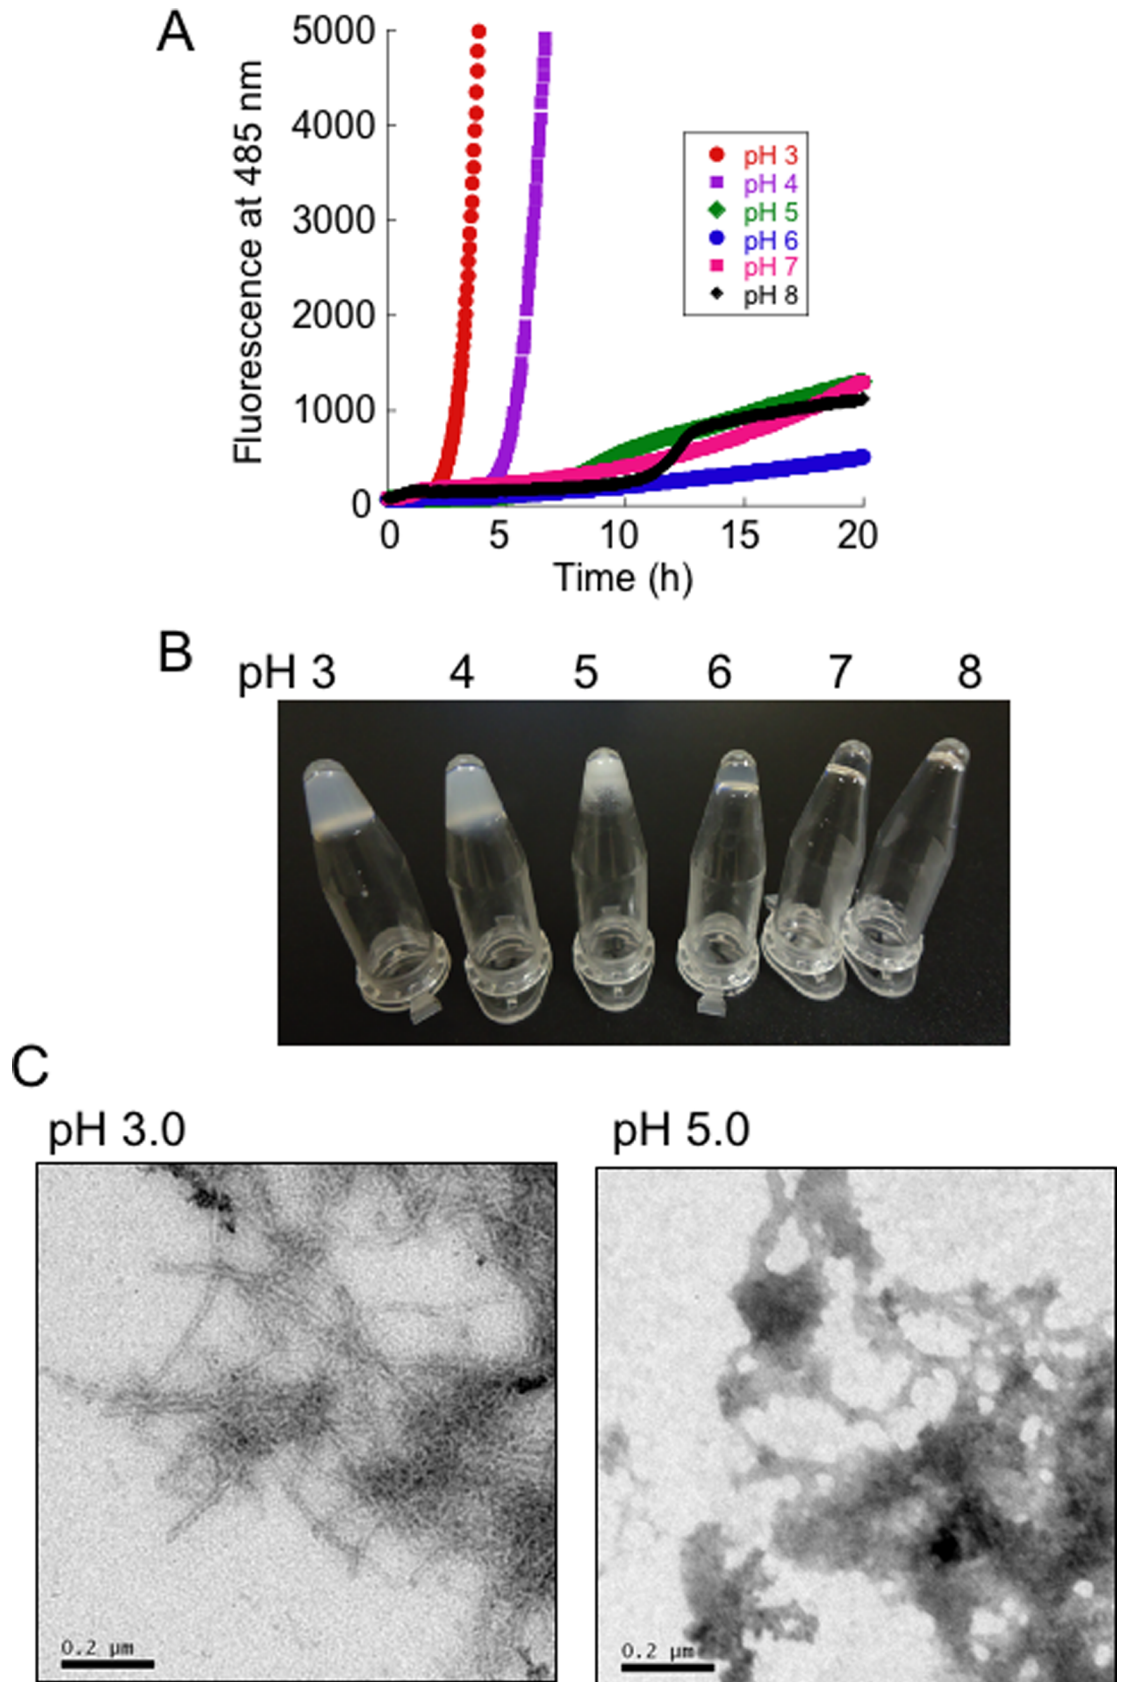 A
5000
4000
3000
2000
1000
0
Fluorescence at 485 nm
pH 3
pH 4
pH 5
pH 6
pH 7
pH 8
0 5 10 15 20
Time (h)
B
pH 3 4 5 6 7 8
C
pH 3.0 pH 5.0
0.2 μm 0.2 μm